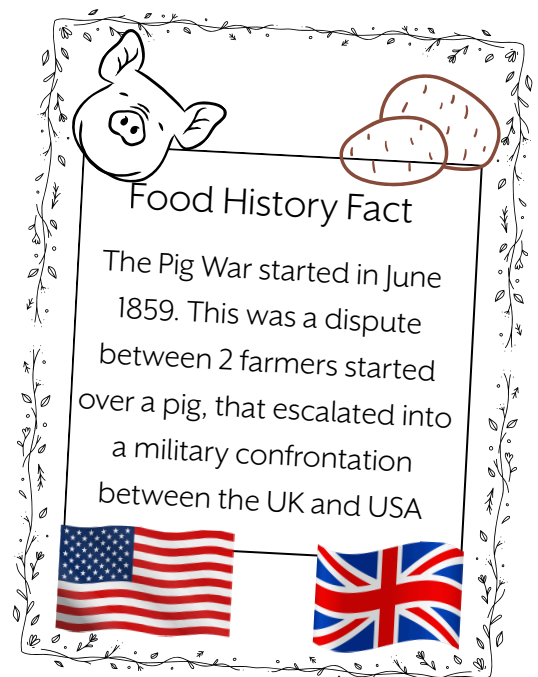 Food History Fact
The Pig War started in June
1859. This was a dispute
between 2 farmers started
over a pig, that escalated into
a military confrontation
between the UK and USA